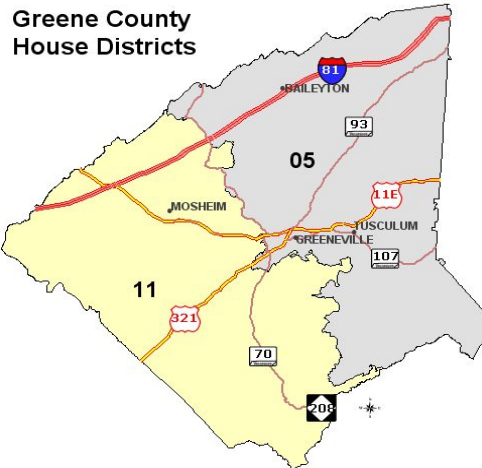 Greene County
House Districts
81
BAILEYTON
93
05
11E
MOSHEIM
TUSCULUM
GREENEVILLE
107
11
321
70
208